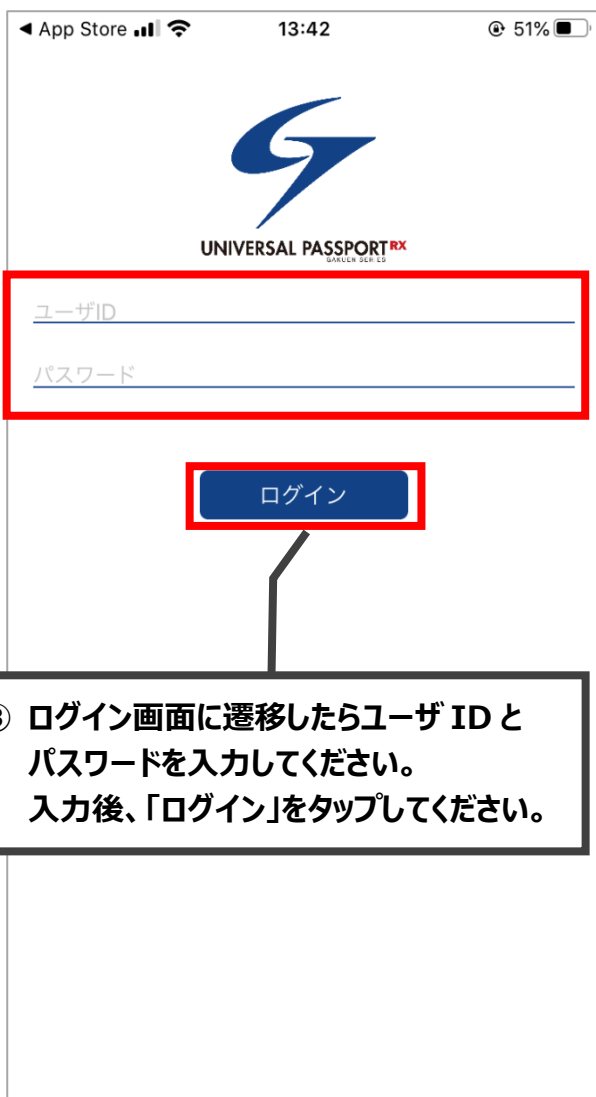 ◀ App Store 13:42 51%
UNIVERSAL PASSPORT RX
GAKUEN SERIES
ユーザID
パスワード
ログイン
ログイン画面に遷移したらユーザ ID と
パスワードを入力してください。
入力後、「ログイン」をタップしてください。